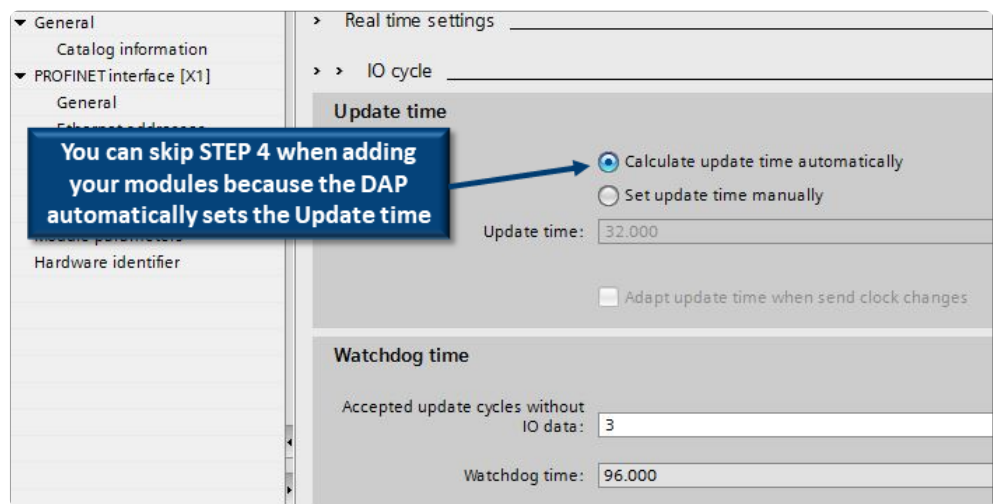 General
Catalog information
PROFINET interface [X1]
General
You can skip STEP 4 when adding
your modules because the DAP
automatically sets the Update time
Hardware identifier
Real time settings
IO cycle
Update time
Calculate update time automatically
Set update time manually
Update time: 32.000
Adapt update time when send clock changes
Watchdog time
Accepted update cycles without
IO data: 3
Watchdog time: 96.000